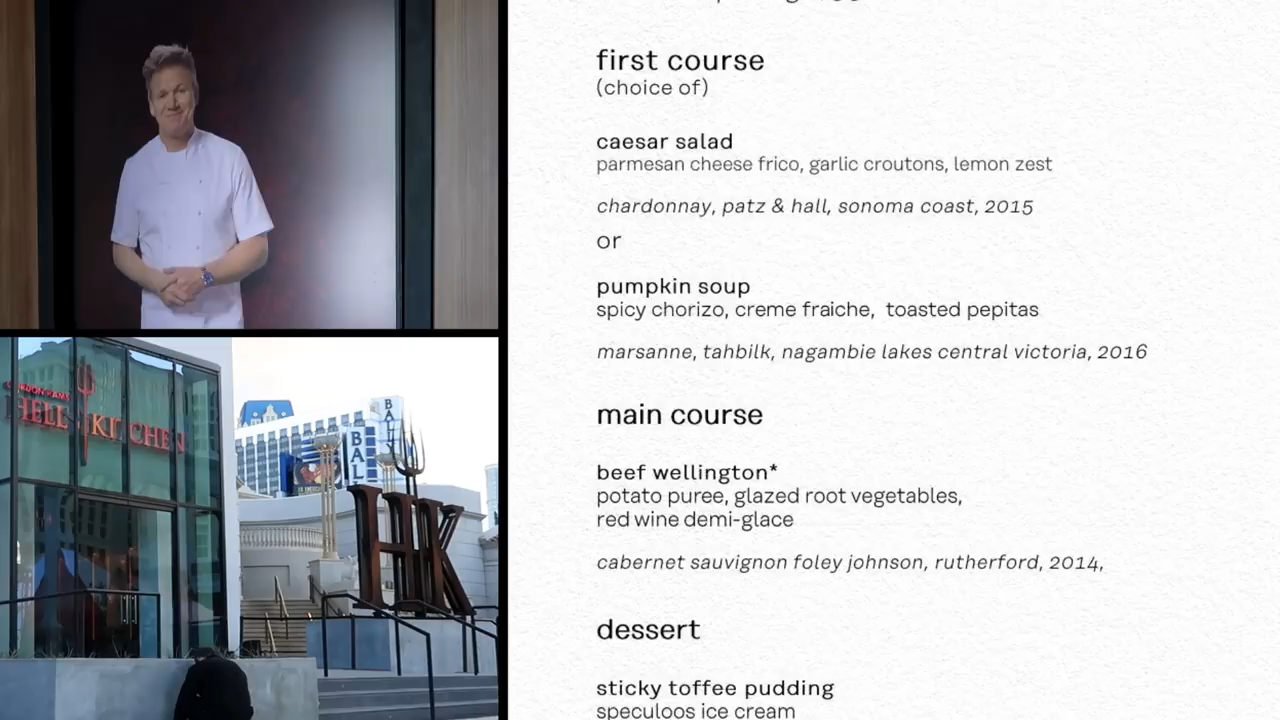 GORDON RAMSAY
HELL'S KITCHEN
BALLY
BAL
HK
first course
(choice of)
caesar salad
parmesan cheese frico, garlic croutons, lemon zest
chardonnay, patz & hall, sonoma coast, 2015
or
pumpkin soup
spicy chorizo, creme fraiche, toasted pepitas
marsanne, tahbilk, nagambie lakes central victoria, 2016
main course
beef wellington*
potato puree, glazed root vegetables,
red wine demi-glace
cabernet sauvignon foley johnson, rutherford, 2014,
dessert
sticky toffee pudding
speculoos ice cream